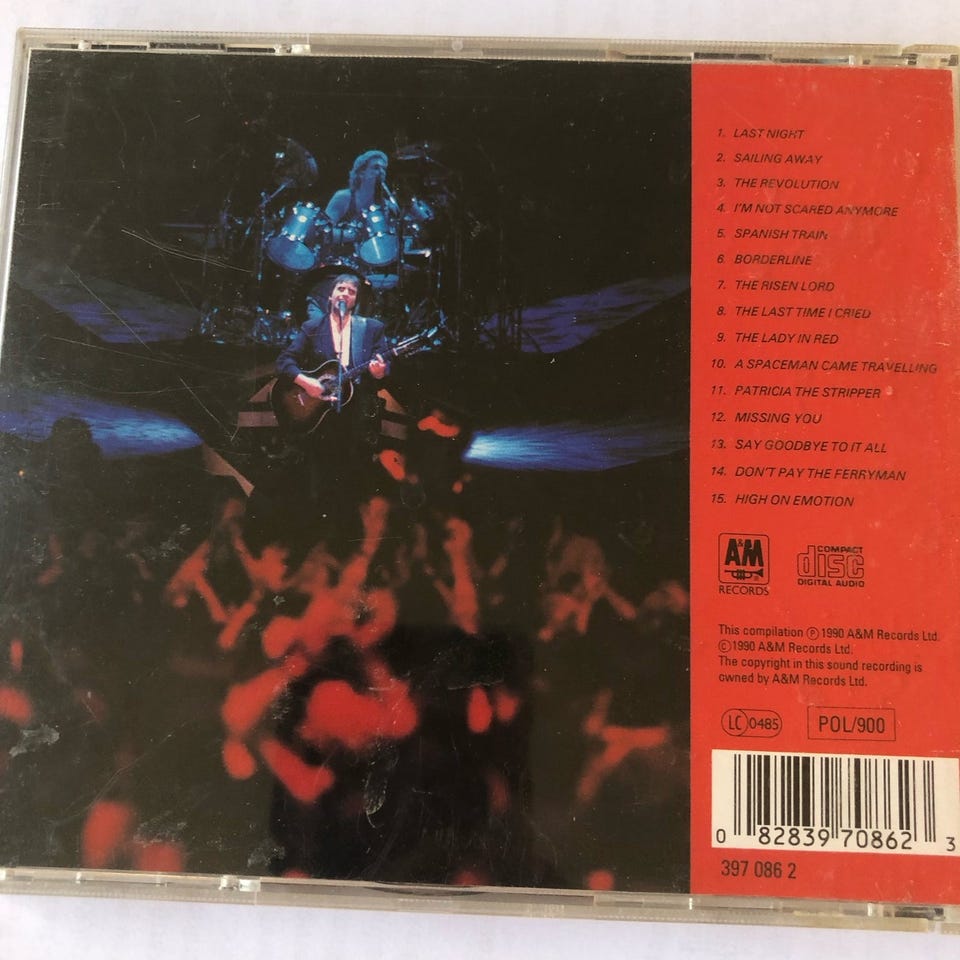 1. LAST NIGHT
2. SAILING AWAY
3. THE REVOLUTION
4. I'M NOT SCARED ANYMORE
5. SPANISH TRAIN
6. BORDERLINE
7. THE RISEN LORD
8. THE LAST TIME I CRIED
9. THE LADY IN RED
10. A SPACEMAN CAME TRAVELLING
11. PATRICIA THE STRIPPER
12. MISSING YOU
13. SAY GOODBYE TO IT ALL
14. DON'T PAY THE FERRYMAN
15. HIGH ON EMOTION
A&M
RECORDS
COMPACT
disc
DIGITAL AUDIO
This compilation ℗ 1990 A&M Records Ltd.
© 1990 A&M Records Ltd.
The copyright in this sound recording is
owned by A&M Records Ltd.
LC 0485
POL/900
0 82839 70862 3
397 086 2